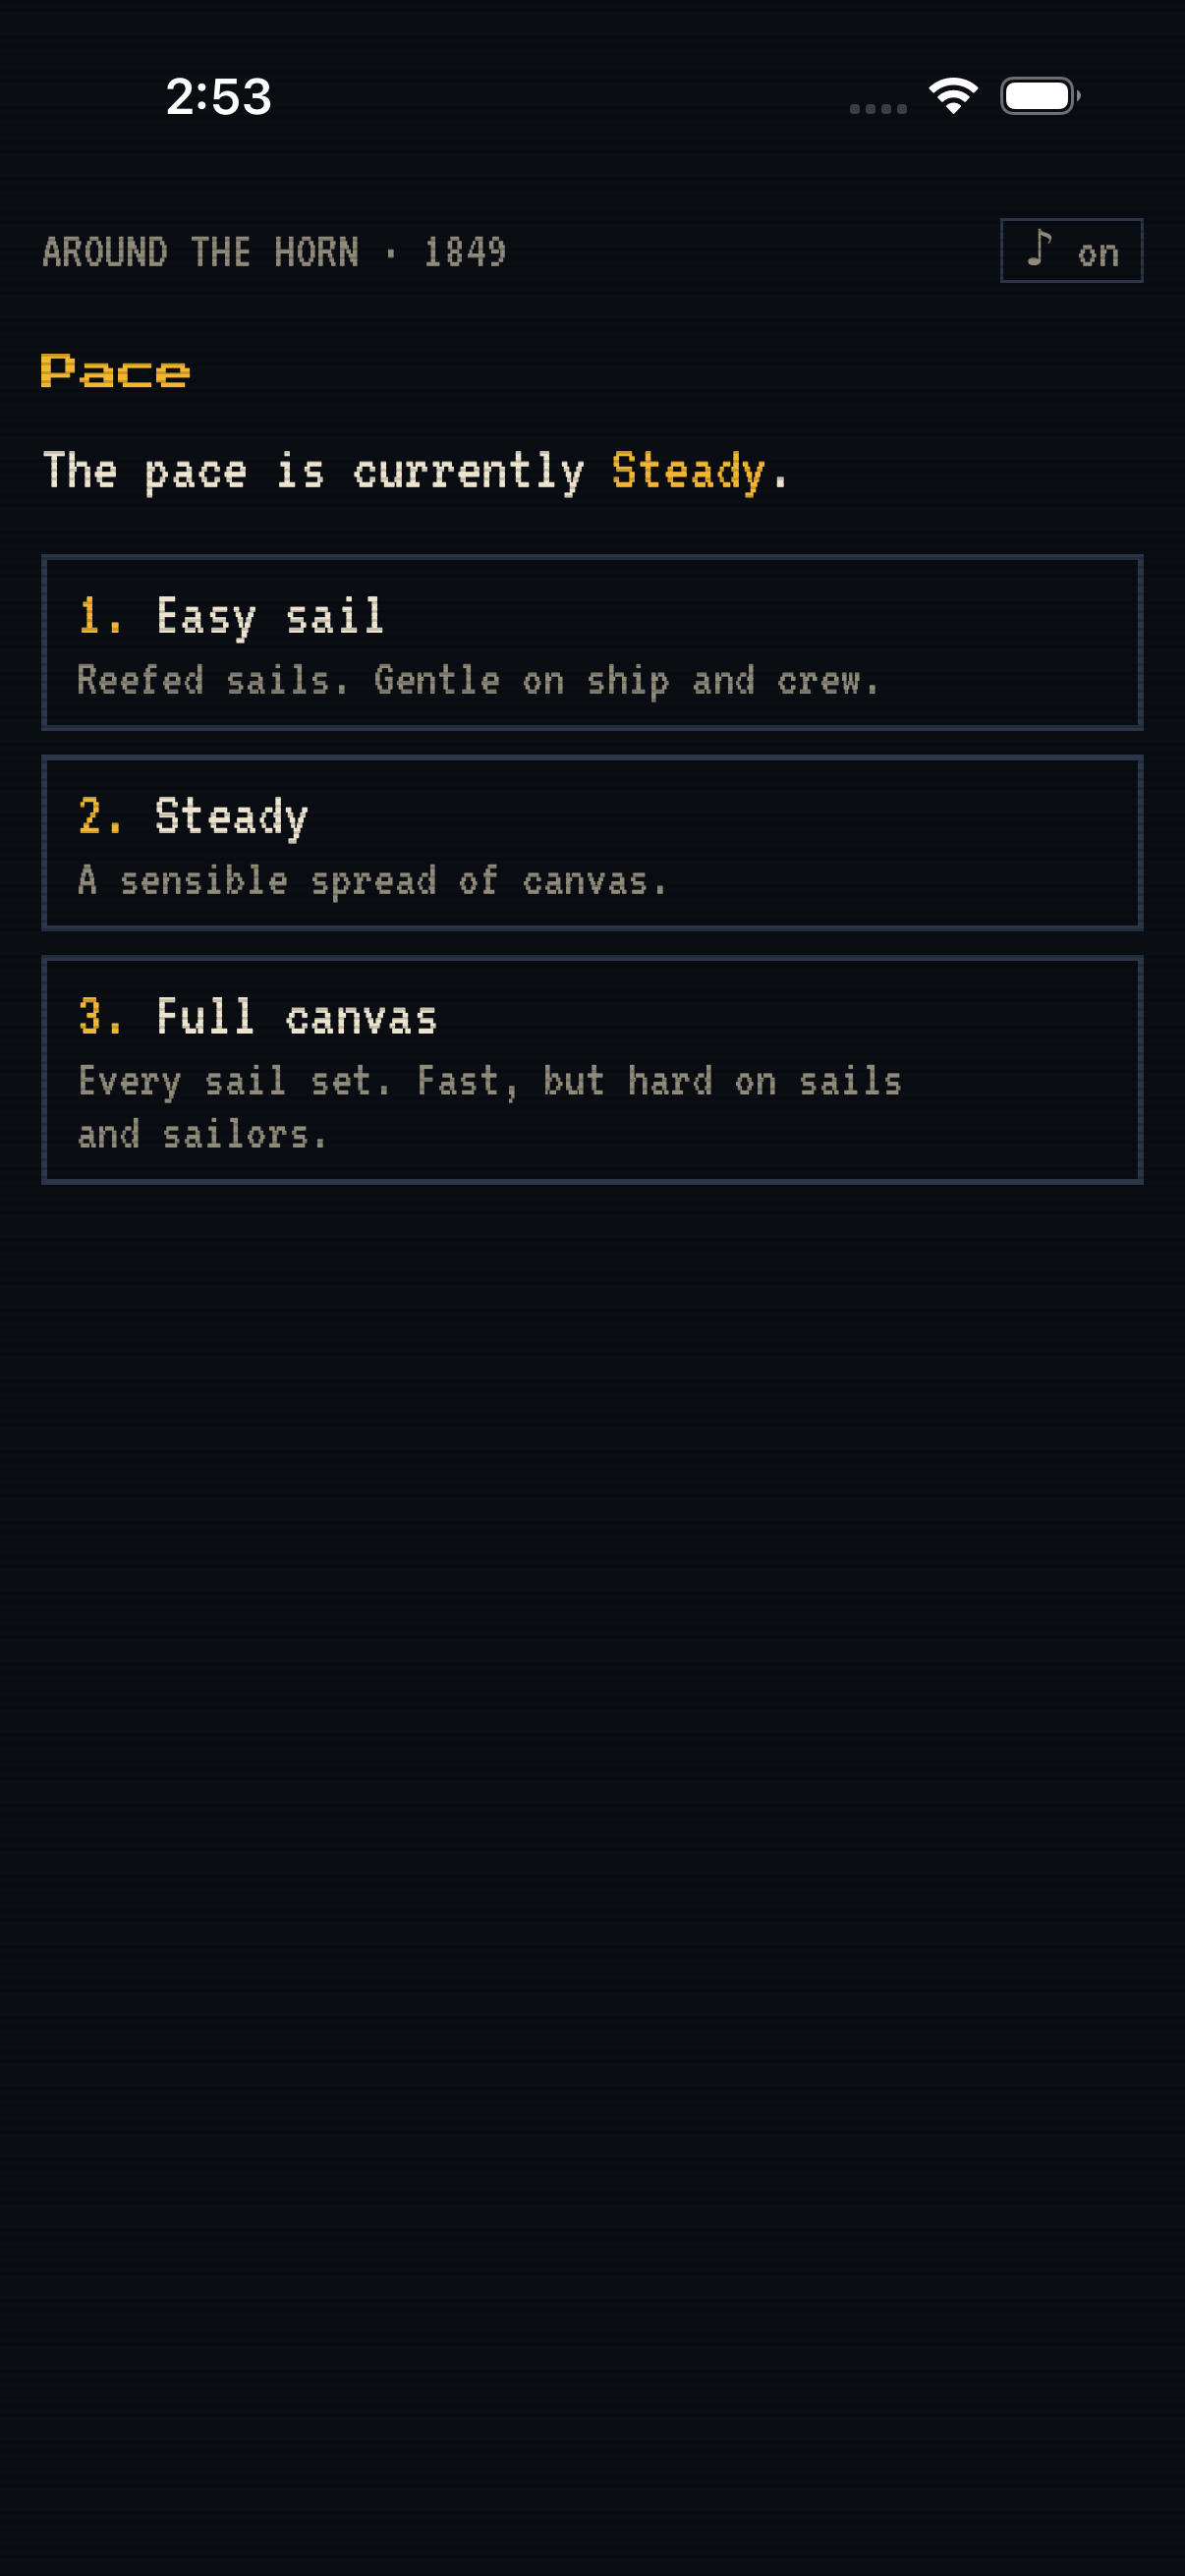 2:53
AROUND THE HORN · 1849
♪ on
Pace
The pace is currently Steady.
1. Easy sail
Reefed sails. Gentle on ship and crew.
2. Steady
A sensible spread of canvas.
3. Full canvas
Every sail set. Fast, but hard on sails
and sailors.